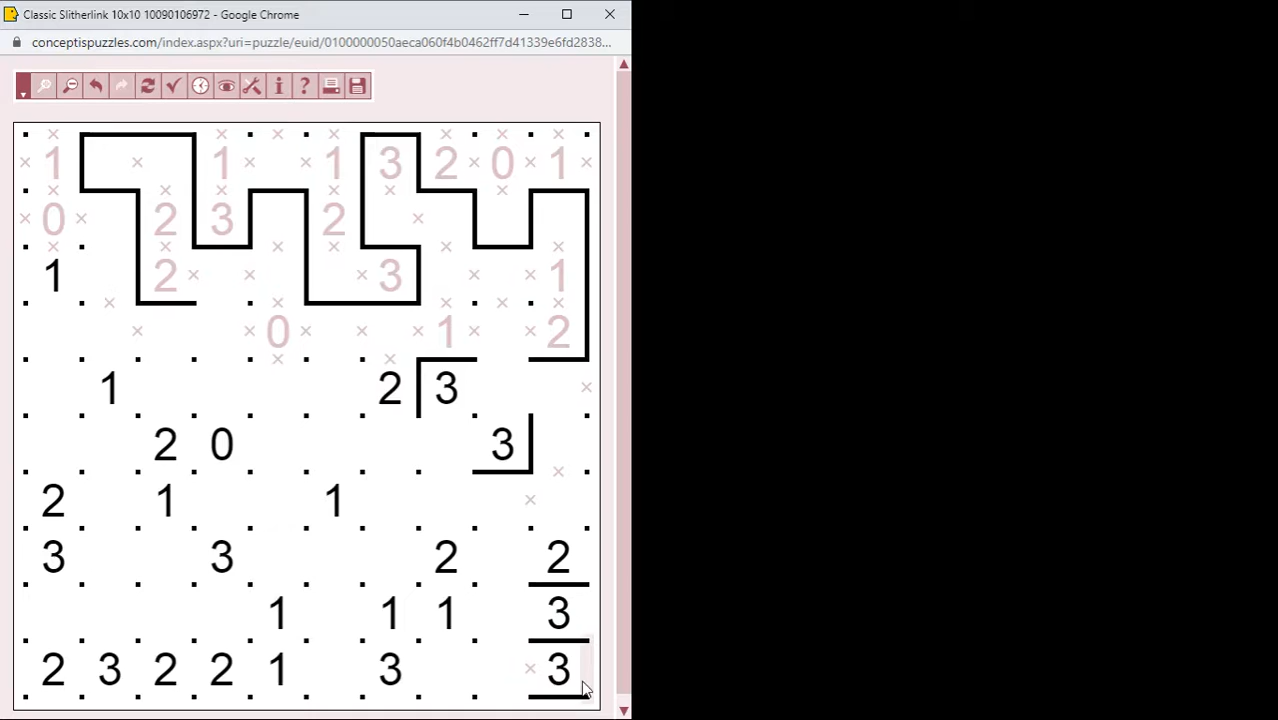 Classic Slitherlink 10x10 10090106972 - Google Chrome
conceptispuzzles.com/index.aspx?uri=puzzle/euid/0100000050aeca060f4b0462ff7d41339e6fd2838...
1 1 1 3 2 0 1
0 2 3 2
1 2 3 1
0 1 2
1 2 3
2 0 3
2 1 1
3 3 2 2
1 1 1 3
2 3 2 2 1 3 3